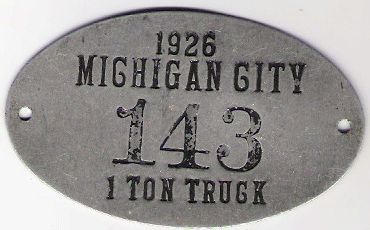 1926
MICHIGAN CITY
143
1 TON TRUCK